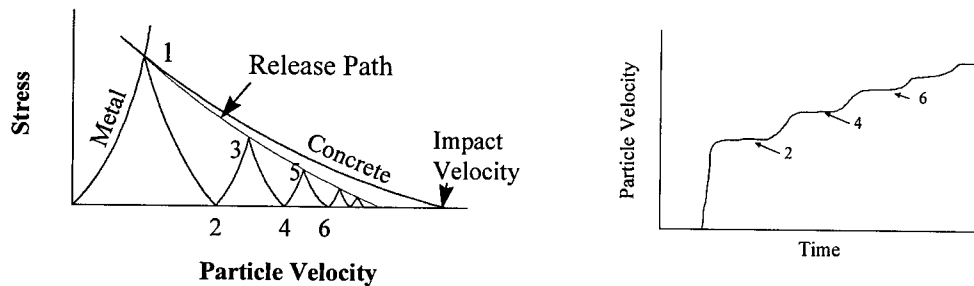 Stress
Metal
1
Release Path
3
Concrete
5
Impact
Velocity
2
4
6
Particle Velocity
Particle Velocity
2
4
6
Time